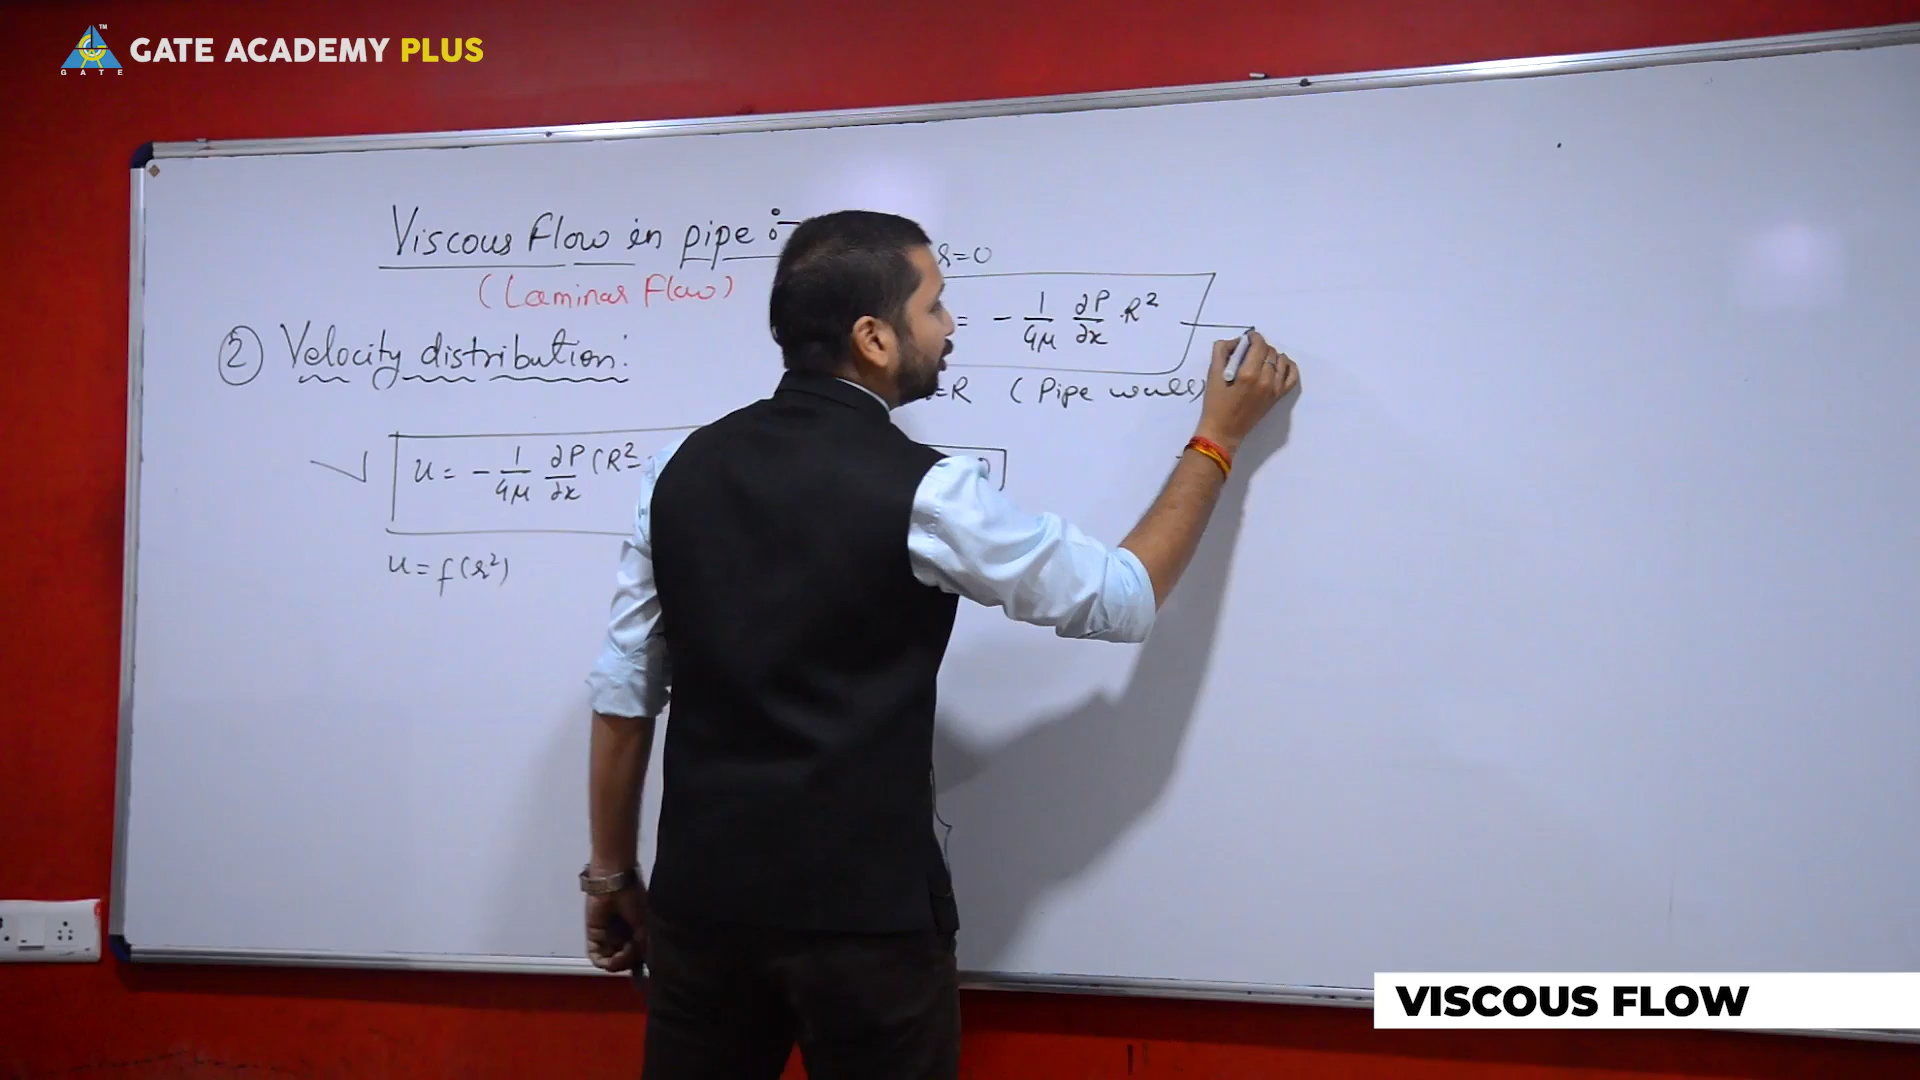 GATE ACADEMY PLUS
GATE
Viscous Flow in pipe :-
(Laminar Flow)
② Velocity distribution:
u = - 1/4μ ∂P/∂x (R²
u = f(r²)
r=0
= - 1/4μ ∂P/∂x .R²
=R (Pipe wall)
VISCOUS FLOW